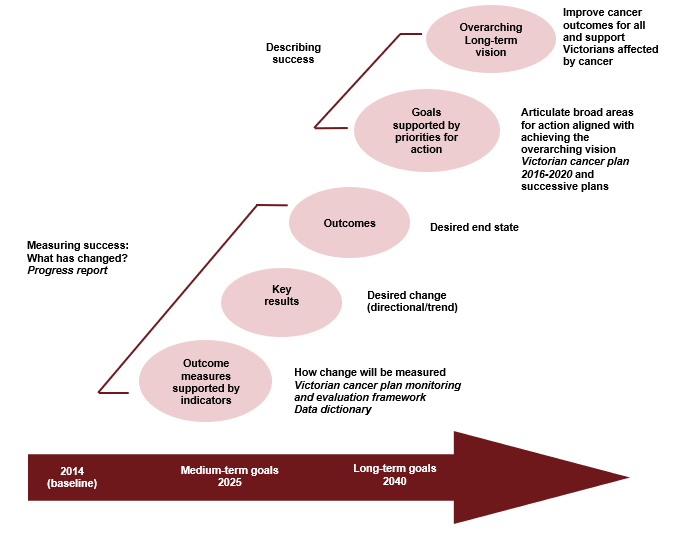 Overarching
Long-term
vision
Improve cancer
outcomes for all
and support
Victorians affected
by cancer
Describing
success
Goals
supported by
priorities for
action
Articulate broad areas
for action aligned with
achieving the
overarching vision
Victorian cancer plan
2016-2020 and
successive plans
Outcomes
Desired end state
Measuring success:
What has changed?
Progress report
Key
results
Desired change
(directional/trend)
Outcome
measures
supported by
indicators
How change will be measured
Victorian cancer plan monitoring
and evaluation framework
Data dictionary
2014
(baseline)
Medium-term goals
2025
Long-term goals
2040